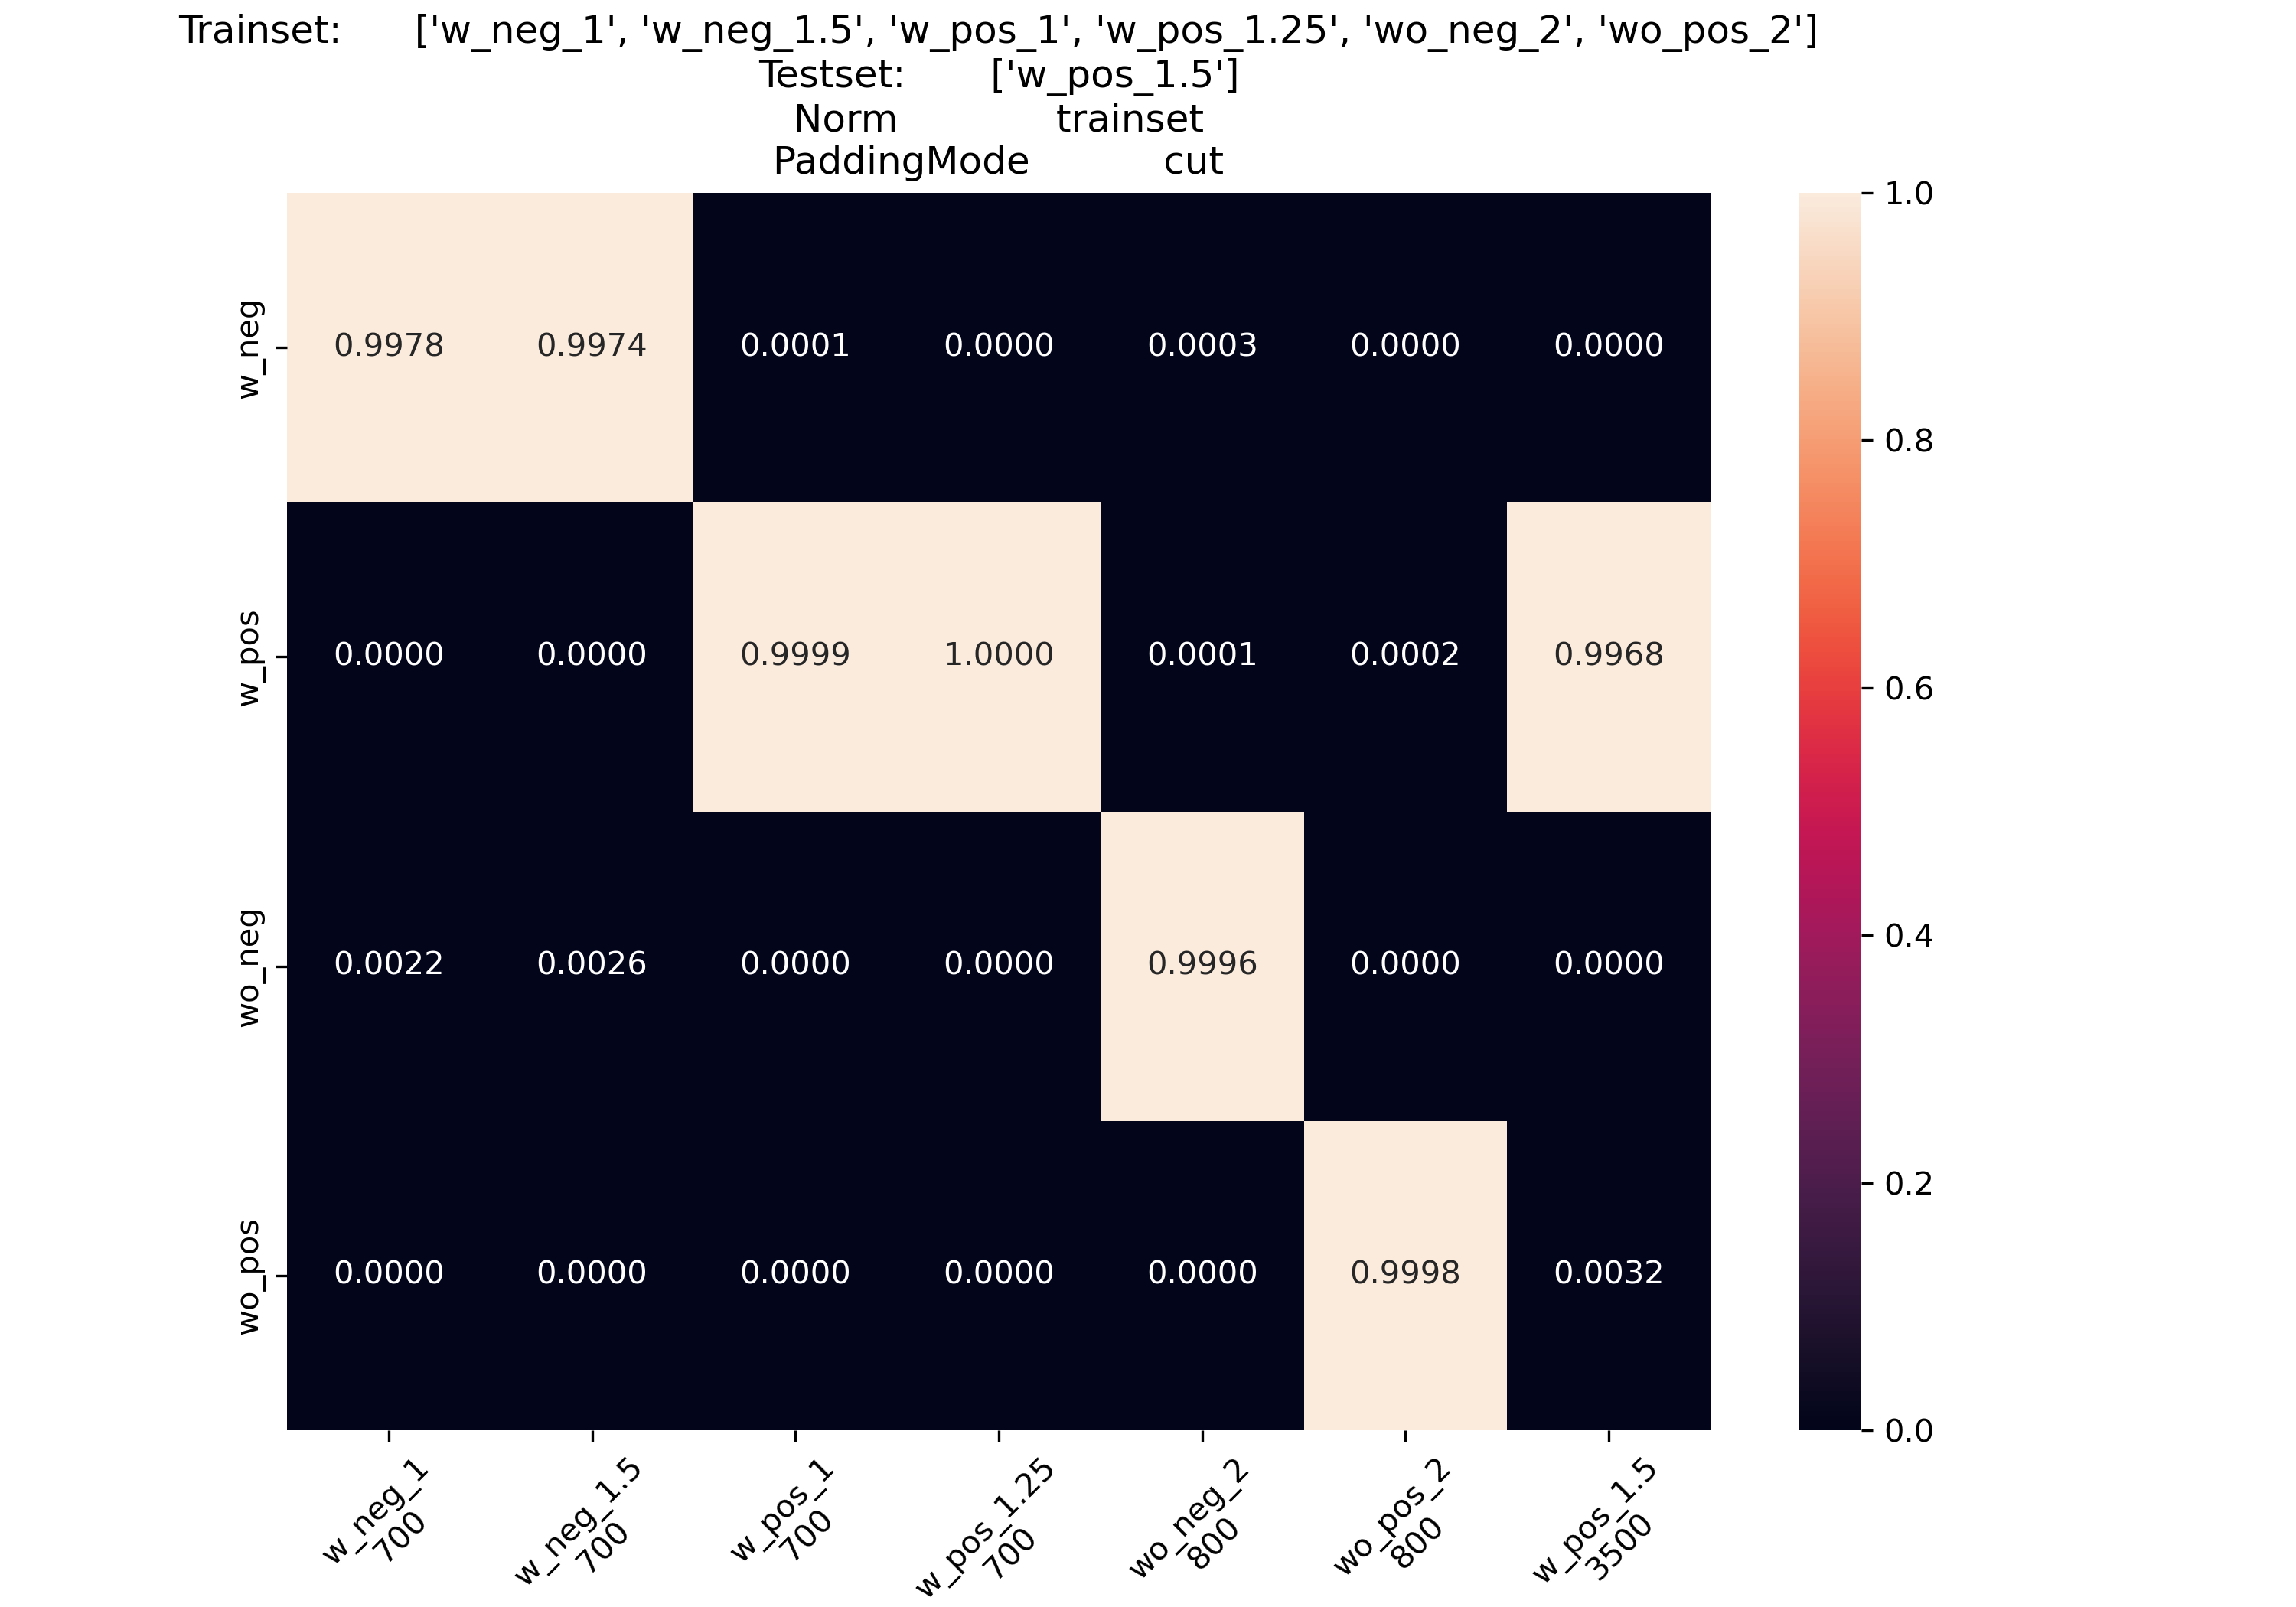 Trainset: ['w_neg_1', 'w_neg_1.5', 'w_pos_1', 'w_pos_1.25', 'wo_neg_2', 'wo_pos_2']
Testset: ['w_pos_1.5']
Norm trainset
PaddingMode cut
w_neg 0.9978 0.9974 0.0001 0.0000 0.0003 0.0000 0.0000
w_pos 0.0000 0.0000 0.9999 1.0000 0.0001 0.0002 0.9968
wo_neg 0.0022 0.0026 0.0000 0.0000 0.9996 0.0000 0.0000
wo_pos 0.0000 0.0000 0.0000 0.0000 0.0000 0.9998 0.0032
w_neg_1
700
w_neg_1.5
700
w_pos_1
700
w_pos_1.25
700
wo_neg_2
800
wo_pos_2
800
w_pos_1.5
3500
1.0
0.8
0.6
0.4
0.2
0.0